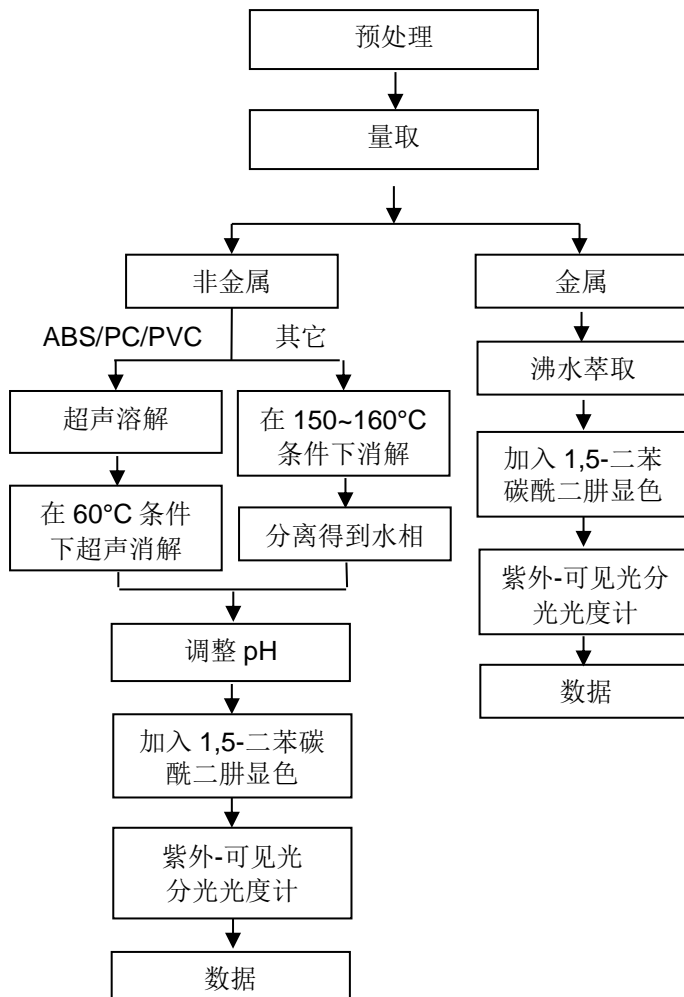 预处理
量取
非金属
金属
ABS/PC/PVC
其它
超声溶解
在 60°C 条件
下超声消解
在 150~160°C
条件下消解
分离得到水相
调整 pH
加入 1,5-二苯碳
酰二肼显色
紫外-可见光
分光光度计
数据
沸水萃取
加入 1,5-二苯
碳酰二肼显色
紫外-可见光分
光光度计
数据